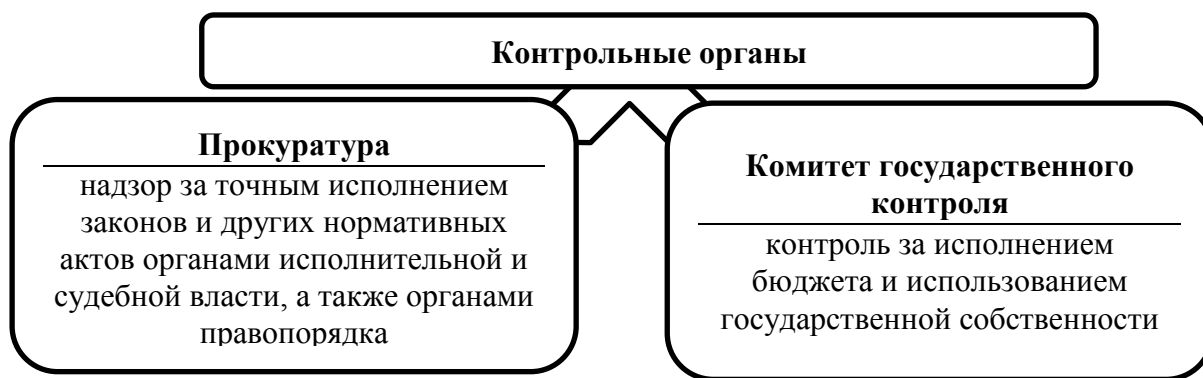 Контрольные органы
Прокуратура
надзор за точным исполнением
законов и других нормативных
актов органами исполнительной и
судебной власти, а также органами
правопорядка
Комитет государственного
контроля
контроль за исполнением
бюджета и использованием
государственной собственности